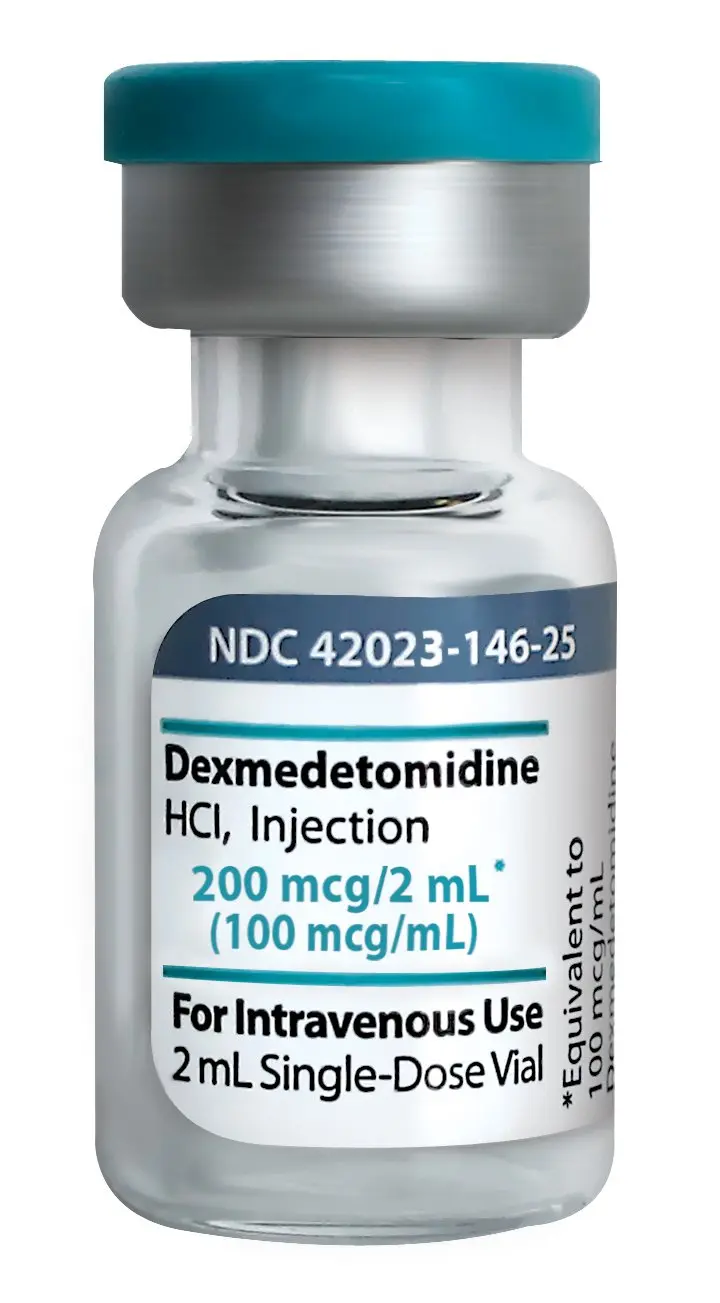 NDC 42023-146-25
Dexmedetomidine
HCl, Injection
200 mcg/2 mL*
(100 mcg/mL)
For Intravenous Use
2 mL Single-Dose Vial
*Equivalent to
100 mcg/mL
Dexmedetomidine